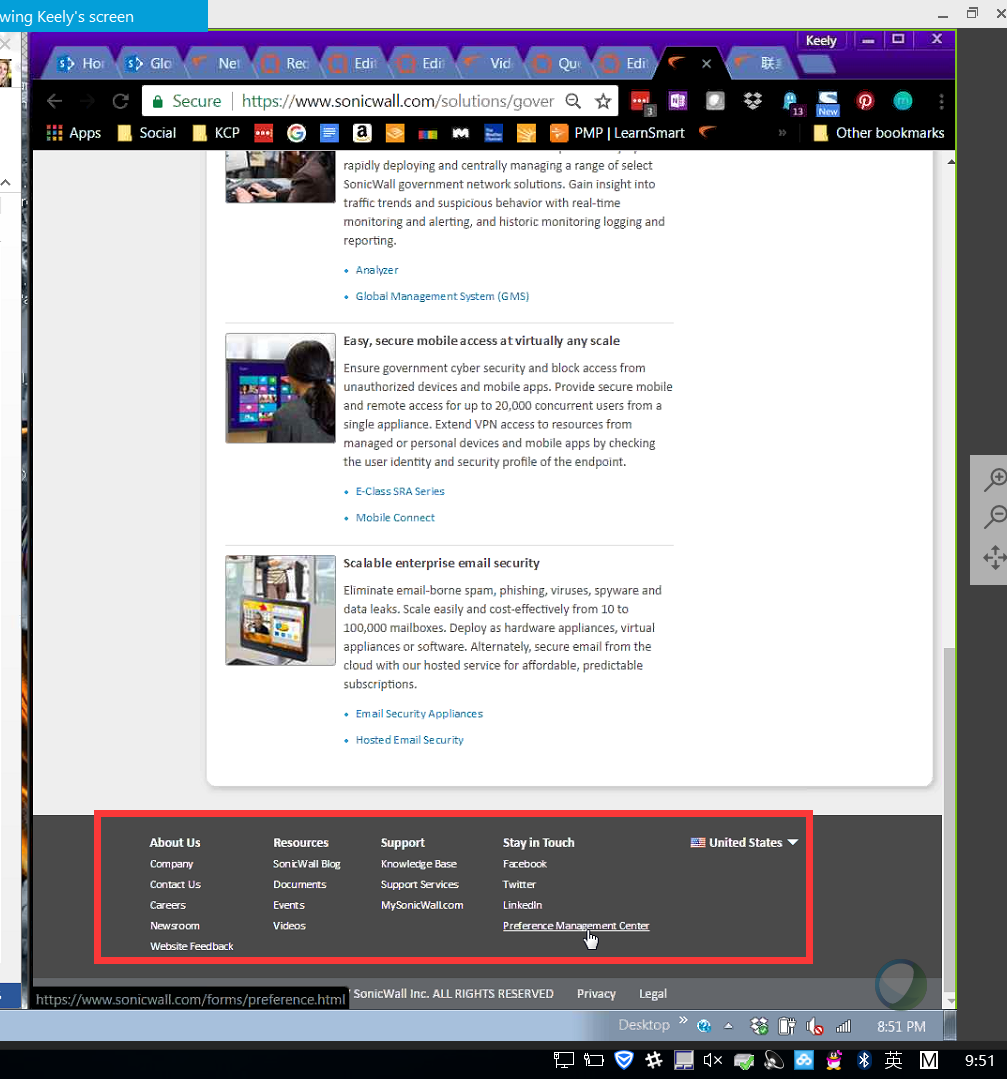 wing Keely's screen
Keely
Ho
Glo
Net
Rec
Edit
Edit
Vid
Qu
Edit
Secure
https://www.sonicwall.com/solutions/gover
3
13
New
m
Apps
Social
KCP
G
a
PMP | LearnSmart
»
Other bookmarks
rapidly deploying and centrally managing a range of select
SonicWall government network solutions. Gain insight into
traffic trends and suspicious behavior with real-time
monitoring and alerting, and historic monitoring logging and
reporting.
Analyzer
Global Management System (GMS)
Easy, secure mobile access at virtually any scale
Ensure government cyber security and block access from
unauthorized devices and mobile apps. Provide secure mobile
and remote access for up to 20,000 concurrent users from a
single appliance. Extend VPN access to resources from
managed or personal devices and mobile apps by checking
the user identity and security profile of the endpoint.
E-Class SRA Series
Mobile Connect
Scalable enterprise email security
Eliminate email-borne spam, phishing, viruses, spyware and
data leaks. Scale easily and cost-effectively from 10 to
100,000 mailboxes. Deploy as hardware appliances, virtual
appliances or software. Alternately, secure email from the
cloud with our hosted service for affordable, predictable
subscriptions.
Email Security Appliances
Hosted Email Security
About Us
Company
Contact Us
Careers
Newsroom
Website Feedback
Resources
SonicWall Blog
Documents
Events
Videos
Support
Knowledge Base
Support Services
MySonicWall.com
Stay in Touch
Facebook
Twitter
LinkedIn
Preference Management Center
United States
https://www.sonicwall.com/forms/preference.html
SonicWall Inc. ALL RIGHTS RESERVED
Privacy
Legal
Desktop »
8:51 PM
英
M
9:51